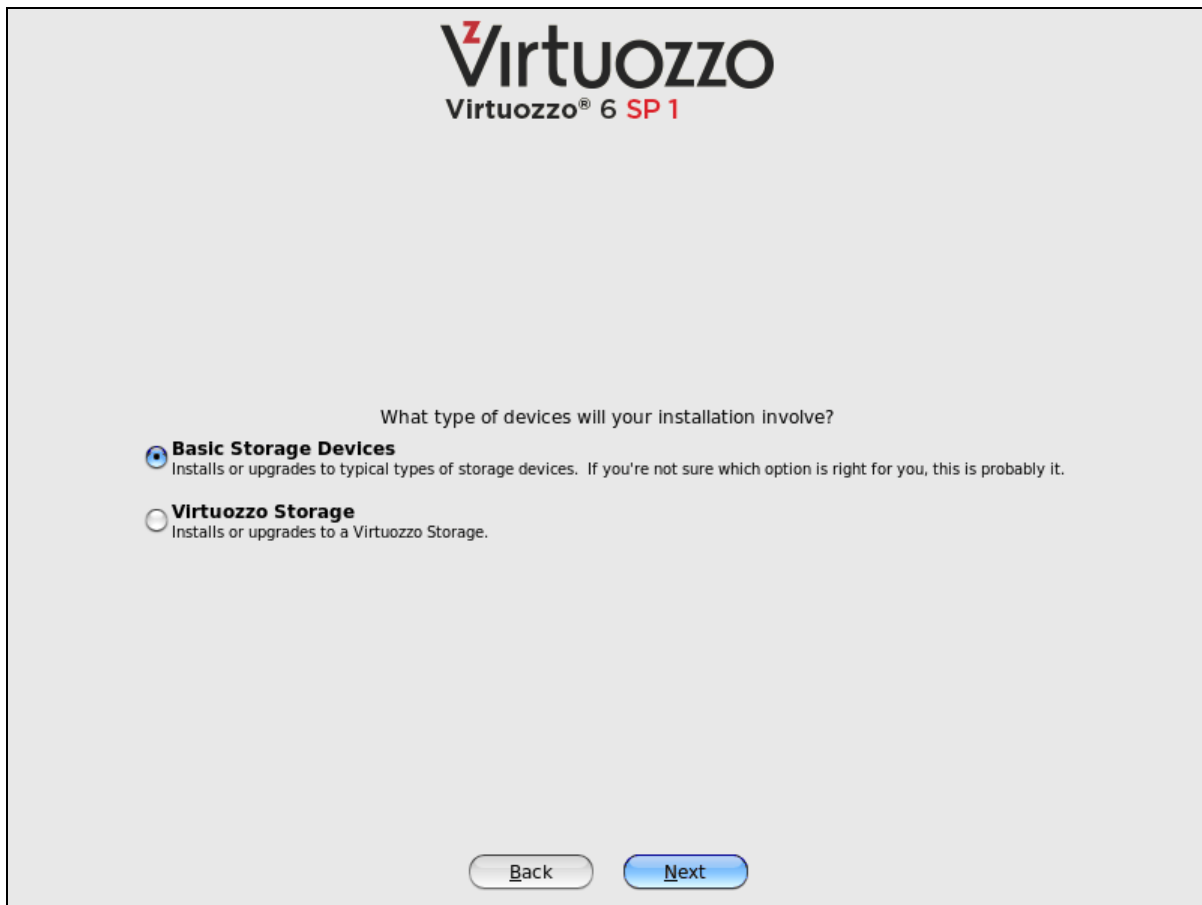 Virtuozzo
Virtuozzo® 6 SP 1
What type of devices will your installation involve?
Basic Storage Devices
Installs or upgrades to typical types of storage devices.  If you're not sure which option is right for you, this is probably it.
Virtuozzo Storage
Installs or upgrades to a Virtuozzo Storage.
Back
Next